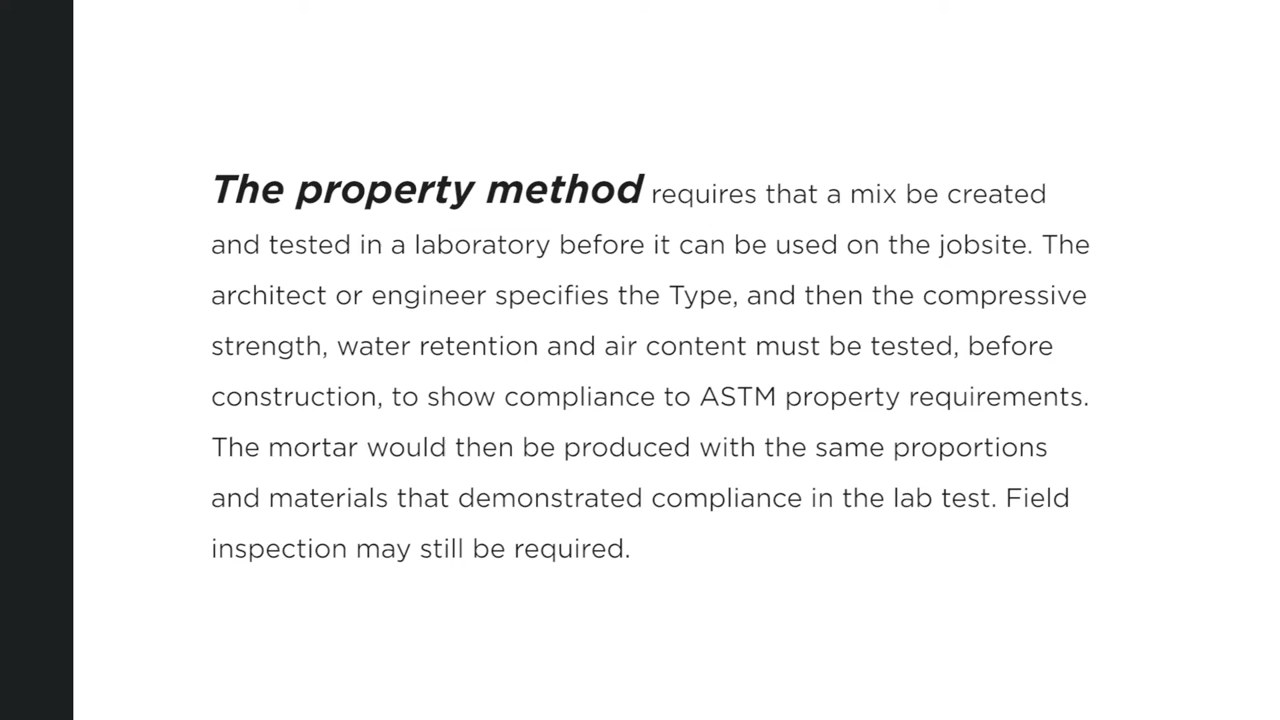 The property method requires that a mix be created
and tested in a laboratory before it can be used on the jobsite. The
architect or engineer specifies the Type, and then the compressive
strength, water retention and air content must be tested, before
construction, to show compliance to ASTM property requirements.
The mortar would then be produced with the same proportions
and materials that demonstrated compliance in the lab test. Field
inspection may still be required.